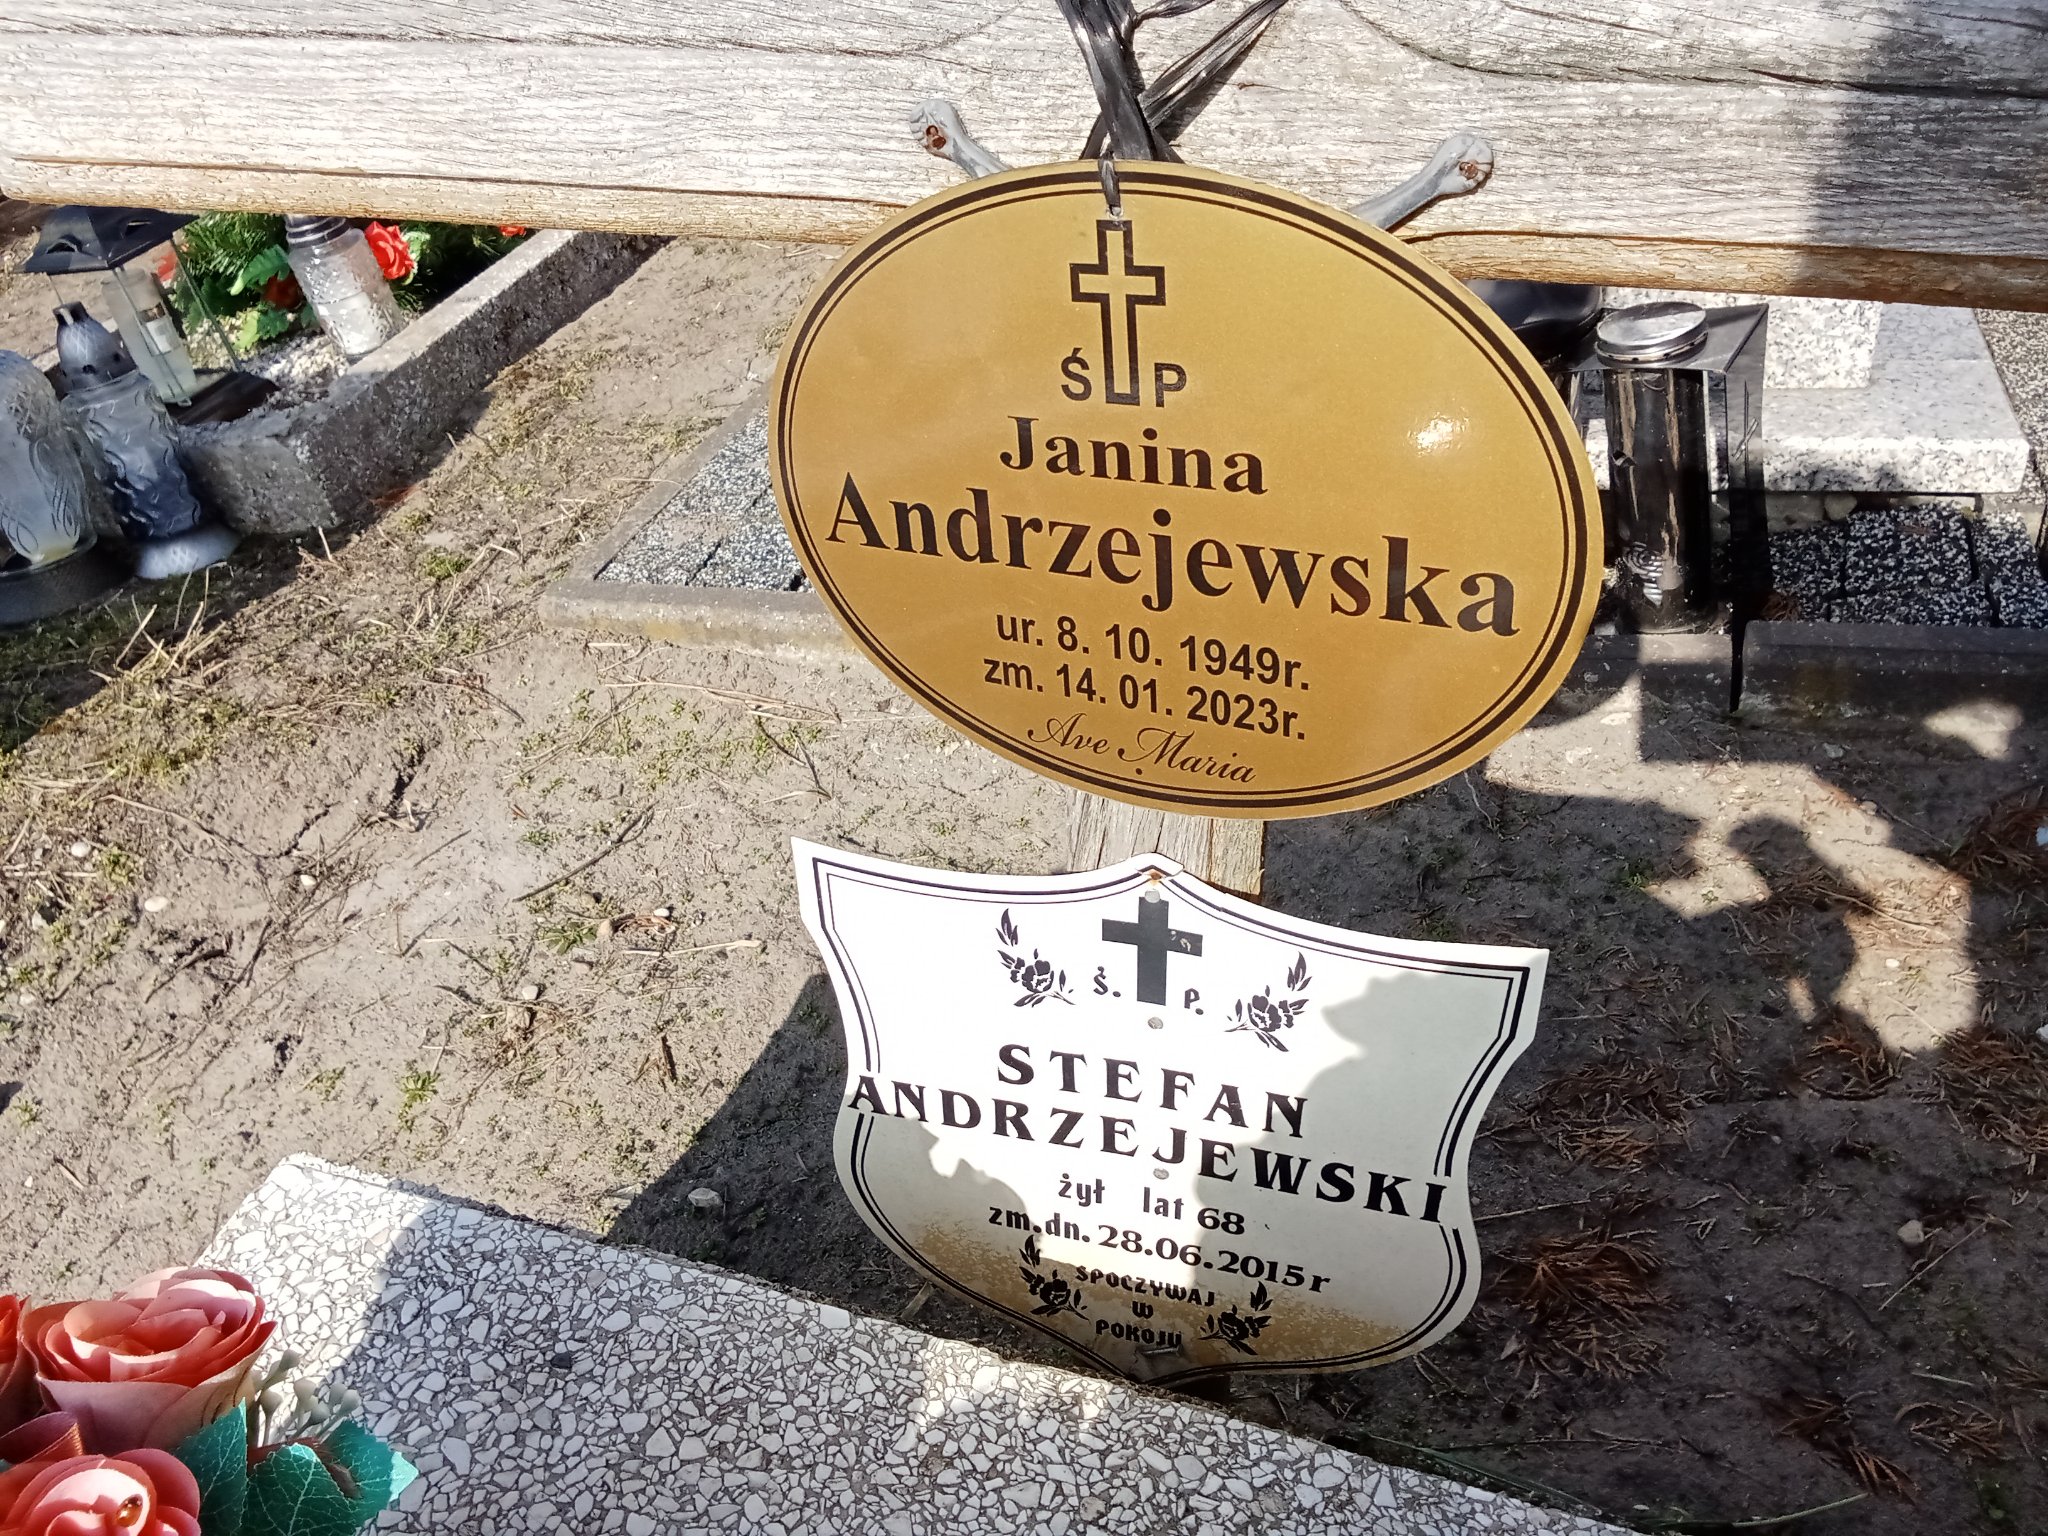 Ś P
Janina
Andrzejewska
ur. 8. 10. 1949r.
zm. 14. 01. 2023r.
Ave Maria
Ś. P.
STEFAN
ANDRZEJEWSKI
żył lat 68
zm.dn. 28.06.2015r
SPOCZYWAJ
W
POKOJU